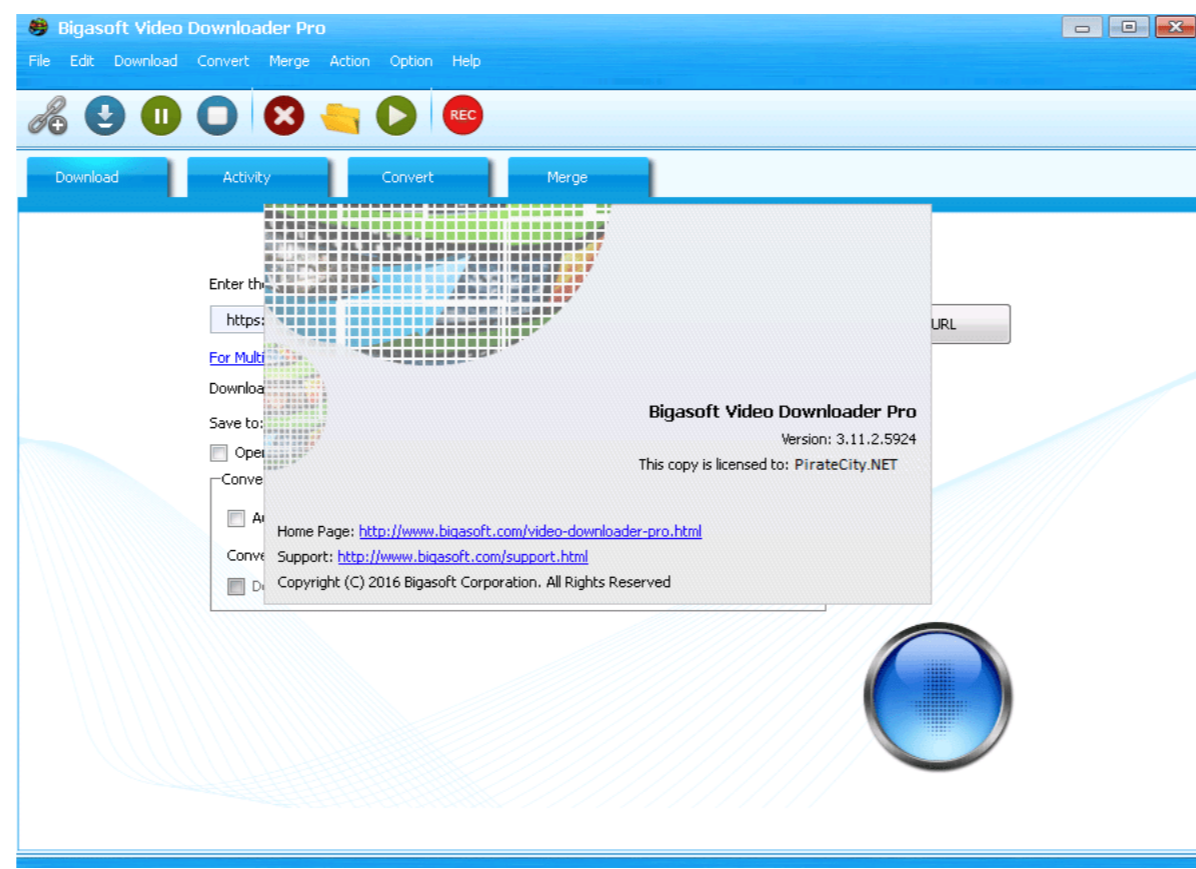 Bigasoft Video Downloader Pro
File Edit Download Convert Merge Action Option Help
REC
Download Activity Convert Merge
Enter the
https: URL
For Multi
Downloa
Save to:
Ope
Conve
Conve
Bigasoft Video Downloader Pro
Version: 3.11.2.5924
This copy is licensed to: PirateCity.NET
Home Page: http://www.bigasoft.com/video-downloader-pro.html
Support: http://www.bigasoft.com/support.html
Copyright (C) 2016 Bigasoft Corporation. All Rights Reserved